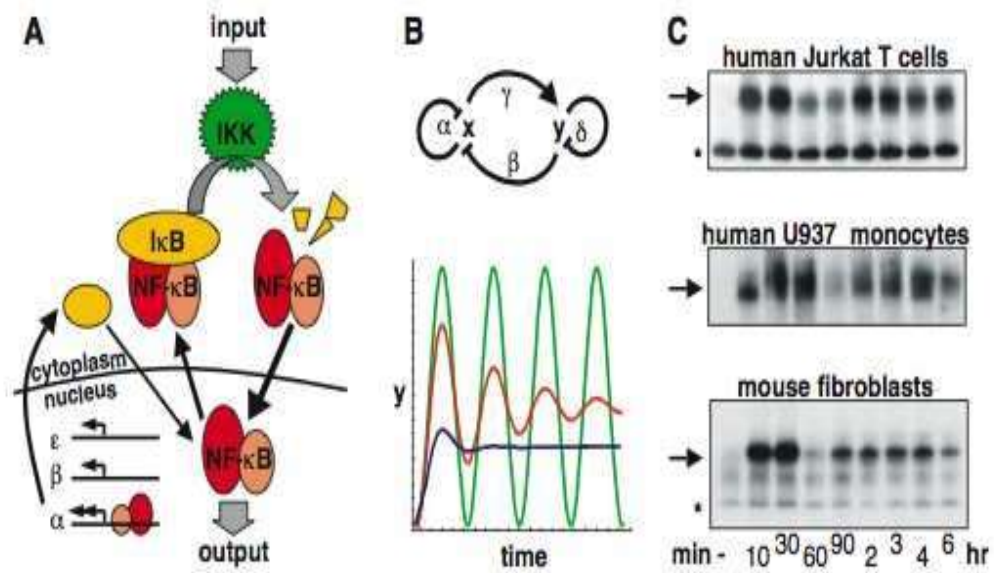 A
input
IKK
IκB
NF-κB
NF-κB
cytoplasm
nucleus
ε
β
α
NF-κB
output
B
γ
α x
y δ
β
y
time
C
human Jurkat T cells
*
human U937 monocytes
mouse fibroblasts
*
min - 10 30 60 90 2 3 4 6 hr